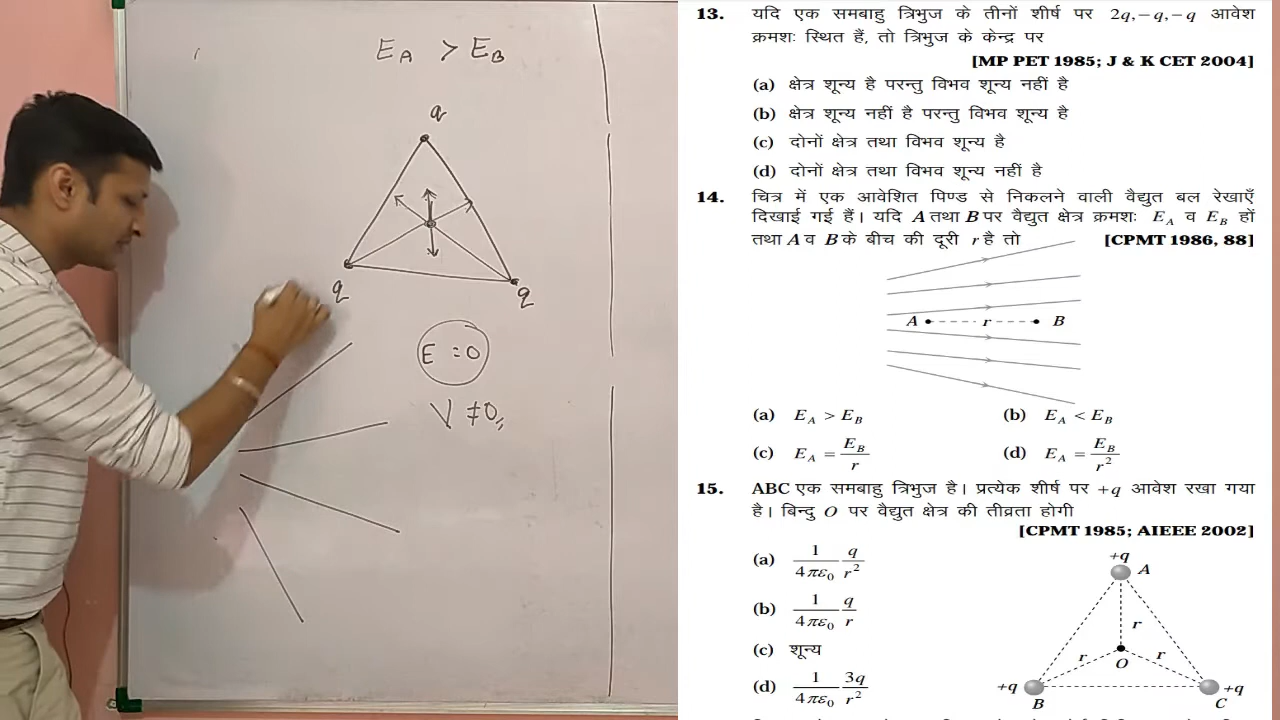 E_A > E_B
q
q
q
E = 0
V ≠ 0,
13. यदि एक समबाहु त्रिभुज के तीनों शीर्ष पर 2q,−q,−q आवेश
क्रमशः स्थित हैं, तो त्रिभुज के केन्द्र पर
[MP PET 1985; J & K CET 2004]
(a) क्षेत्र शून्य है परन्तु विभव शून्य नहीं है
(b) क्षेत्र शून्य नहीं है परन्तु विभव शून्य है
(c) दोनों क्षेत्र तथा विभव शून्य है
(d) दोनों क्षेत्र तथा विभव शून्य नहीं है
14. चित्र में एक आवेशित पिण्ड से निकलने वाली वैद्युत बल रेखाएँ
दिखाई गई हैं। यदि A तथा B पर वैद्युत क्षेत्र क्रमशः E_A व E_B हों
तथा A व B के बीच की दूरी r है तो [CPMT 1986, 88]
A r B
(a) E_A > E_B (b) E_A < E_B
(c) E_A = E_B/r (d) E_A = E_B/r²
15. ABC एक समबाहु त्रिभुज है। प्रत्येक शीर्ष पर +q आवेश रखा गया
है। बिन्दु O पर वैद्युत क्षेत्र की तीव्रता होगी
[CPMT 1985; AIEEE 2002]
(a) 1/4πε₀ q/r²
(b) 1/4πε₀ q/r
(c) शून्य
(d) 1/4πε₀ 3q/r²
+q
A
r
r r
O
+q +q
B C